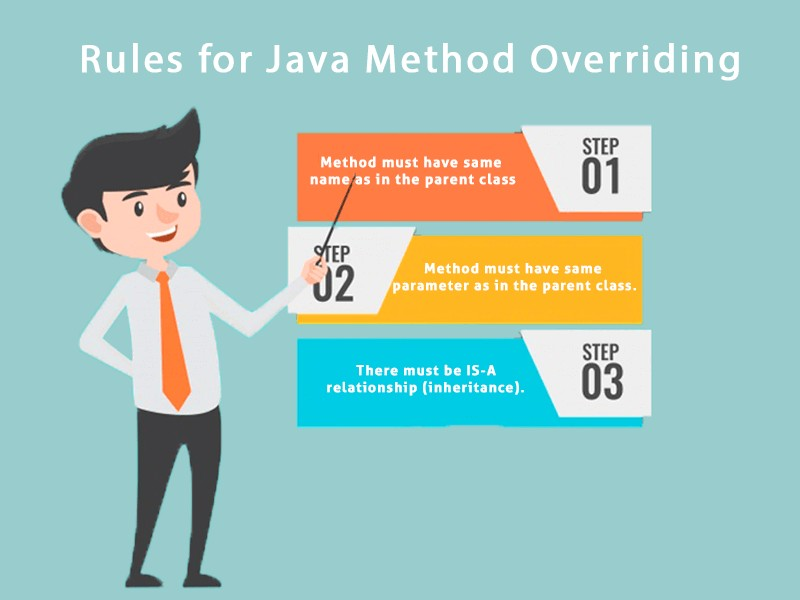 Rules for Java Method Overriding
Method must have same
name as in the parent class
STEP
01
STEP
02
Method must have same
parameter as in the parent class.
There must be IS-A
relationship (inheritance).
STEP
03